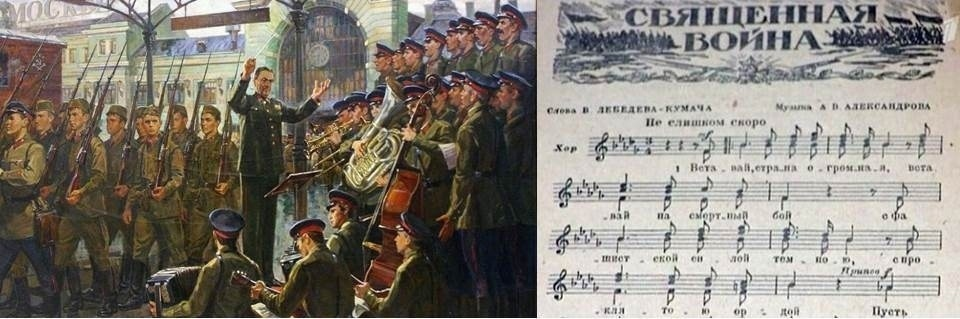 МОСК
СВЯЩЕННАЯ
ВОЙНА
Слова В. ЛЕБЕДЕВА-КУМАЧА
Музыка А. В. АЛЕКСАНДРОВА
Не слишком скоро
Хор
1 Вста - вай, стра.на о - гром.на.я, вста
-вай на смерт.ный бой с фа
-шист - ской си - лой тем - но ю, с про -
Припев
-кля то - ю ор - дой Пусть